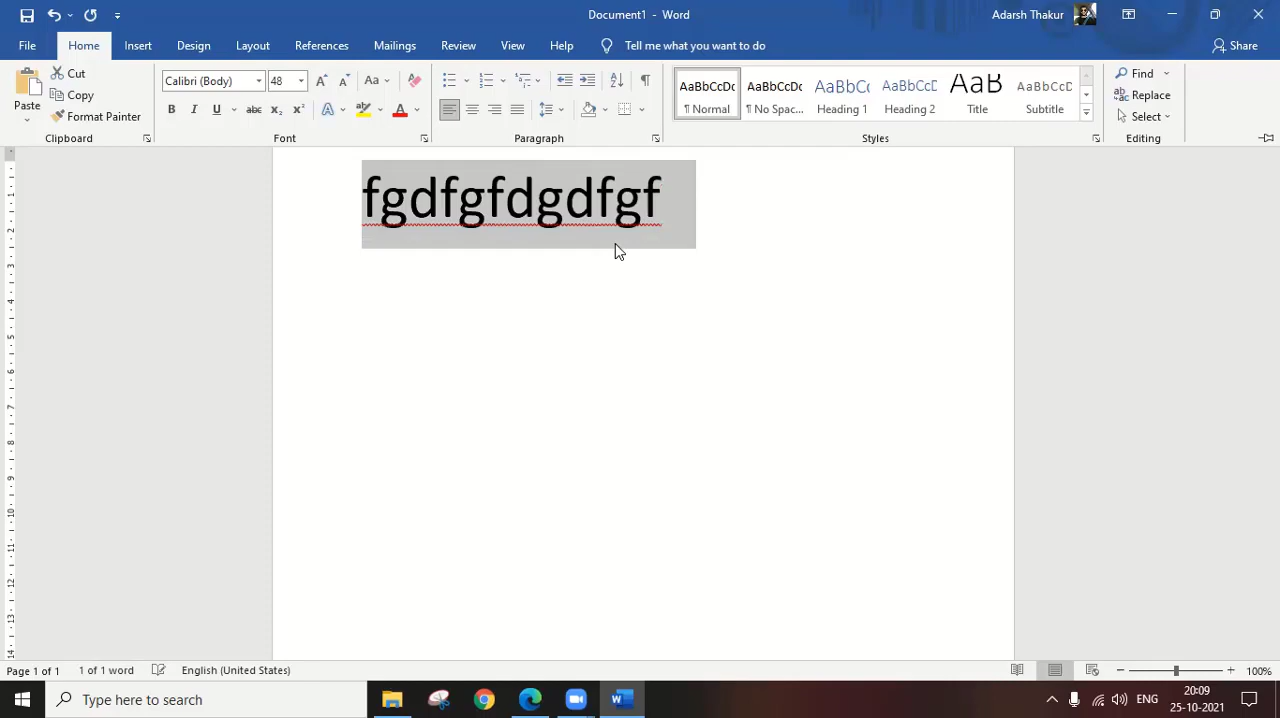 Document1 - Word
Adarsh Thakur
File Home Insert Design Layout References Mailings Review View Help Tell me what you want to do Share
Paste
Cut
Copy
Format Painter
Clipboard
Calibri (Body) 48
Font
Paragraph
AaBbCcDc AaBbCcDc AaBbCc AaBbCcD AaB AaBbCcD
¶ Normal ¶ No Spac... Heading 1 Heading 2 Title Subtitle
Styles
Find
Replace
Select
Editing
fgdfgfdgdfgf
Page 1 of 1 1 of 1 word English (United States) 100%
Type here to search
ENG
20:09
25-10-2021